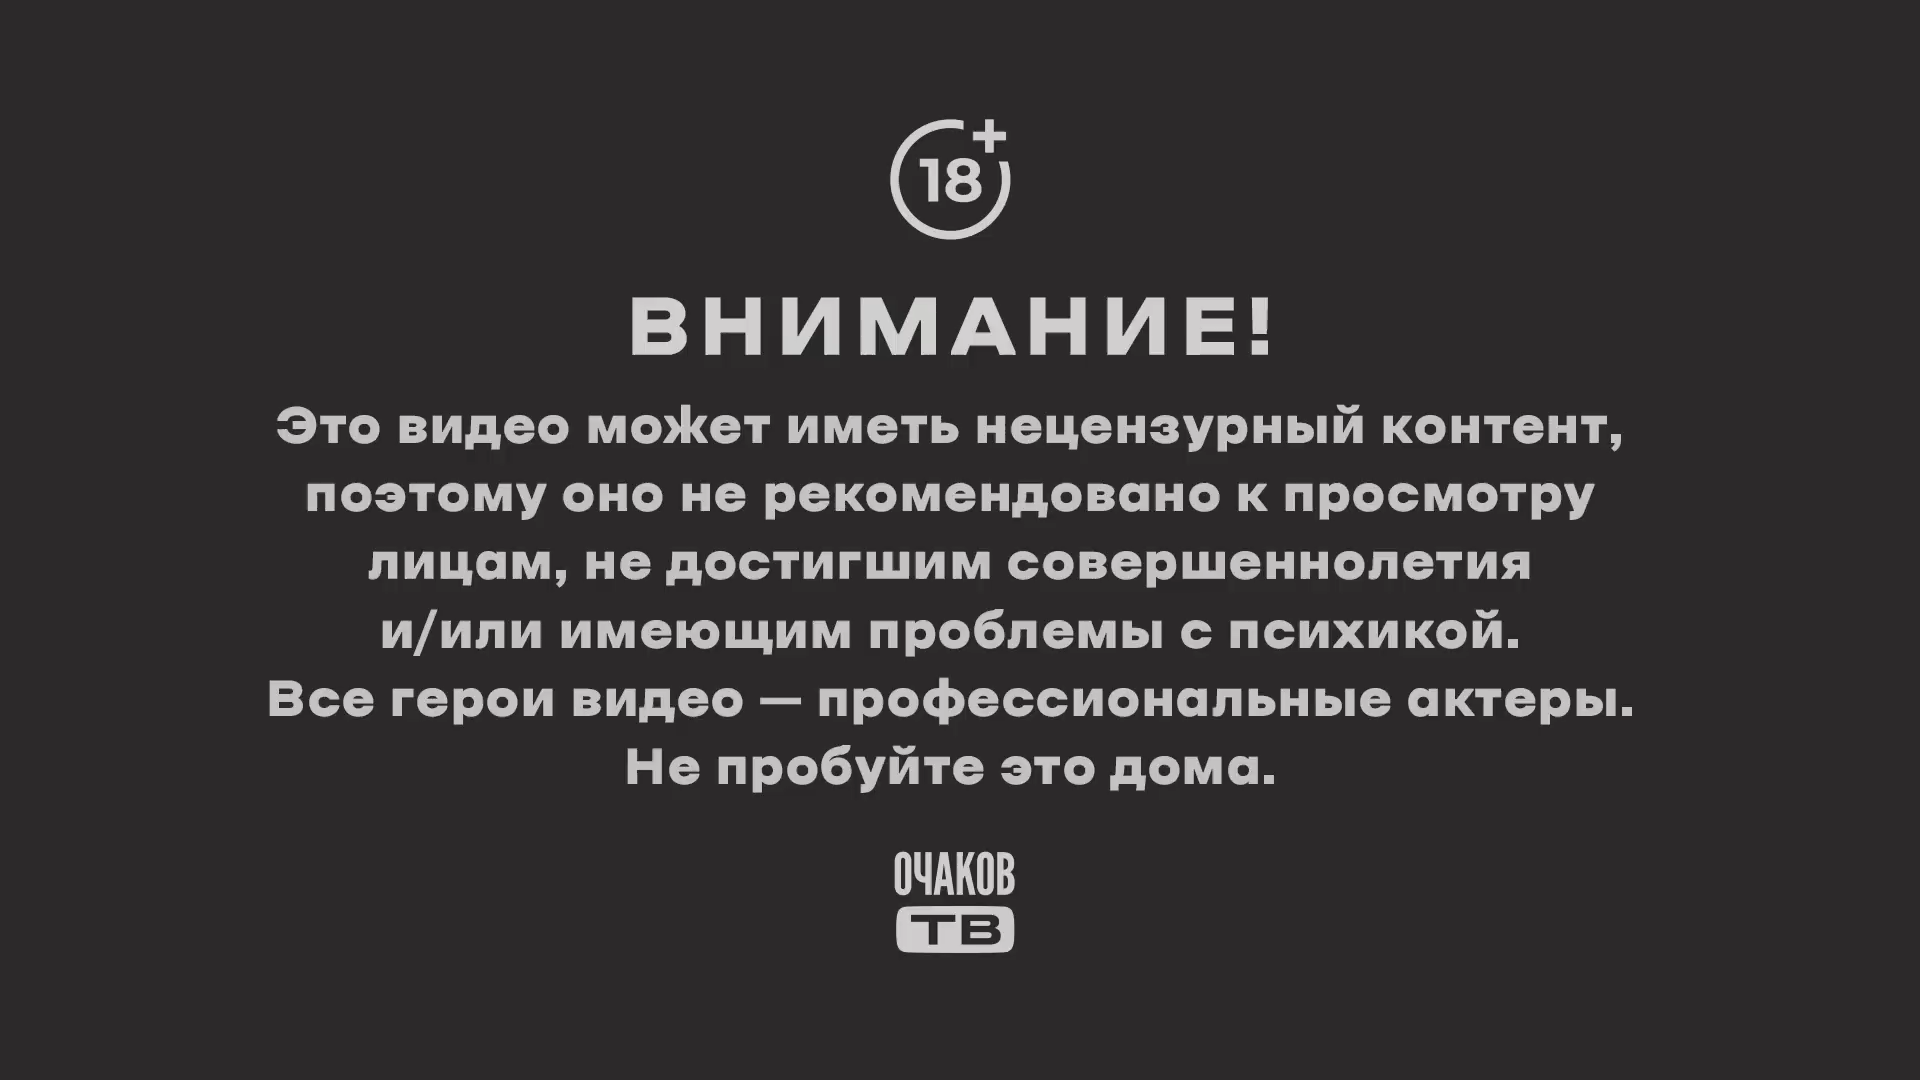 18+
ВНИМАНИЕ!
Это видео может иметь нецензурный контент,
поэтому оно не рекомендовано к просмотру
лицам, не достигшим совершеннолетия
и/или имеющим проблемы с психикой.
Все герои видео — профессиональные актеры.
Не пробуйте это дома.
ОЧАКОВ
ТВ